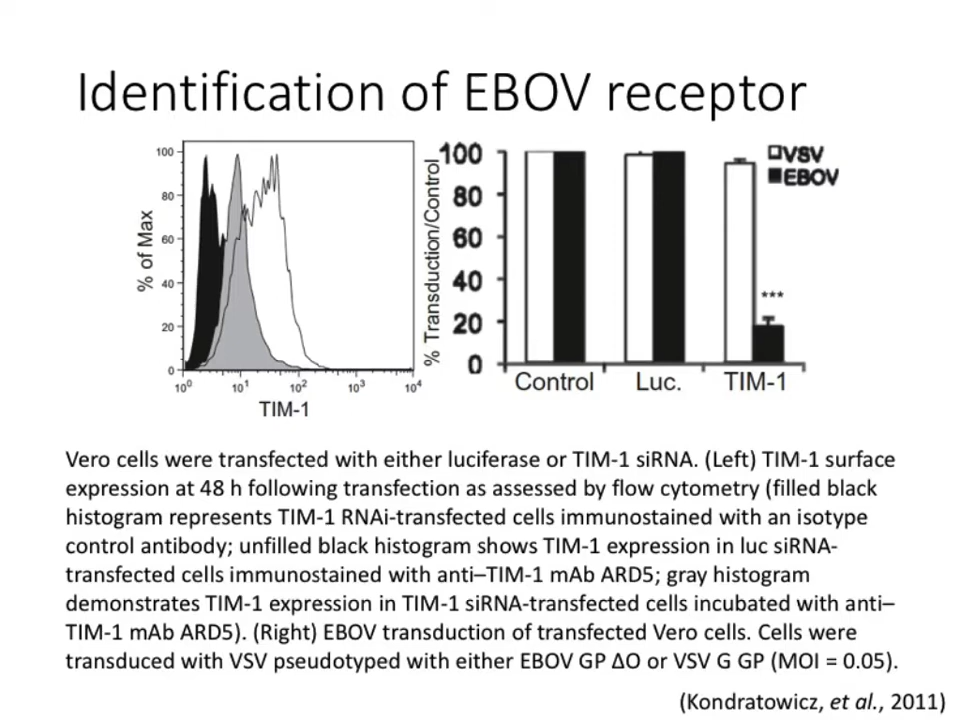 Identification of EBOV receptor
% of Max
100
80
60
40
20
0
10⁰ 10¹ 10² 10³ 10⁴
TIM-1
% Transduction/Control
100
80
60
40
20
0
VSV
EBOV
***
Control Luc. TIM-1
Vero cells were transfected with either luciferase or TIM-1 siRNA. (Left) TIM-1 surface
expression at 48 h following transfection as assessed by flow cytometry (filled black
histogram represents TIM-1 RNAi-transfected cells immunostained with an isotype
control antibody; unfilled black histogram shows TIM-1 expression in luc siRNA-
transfected cells immunostained with anti–TIM-1 mAb ARD5; gray histogram
demonstrates TIM-1 expression in TIM-1 siRNA-transfected cells incubated with anti–
TIM-1 mAb ARD5). (Right) EBOV transduction of transfected Vero cells. Cells were
transduced with VSV pseudotyped with either EBOV GP ΔO or VSV G GP (MOI = 0.05).
(Kondratowicz, et al., 2011)